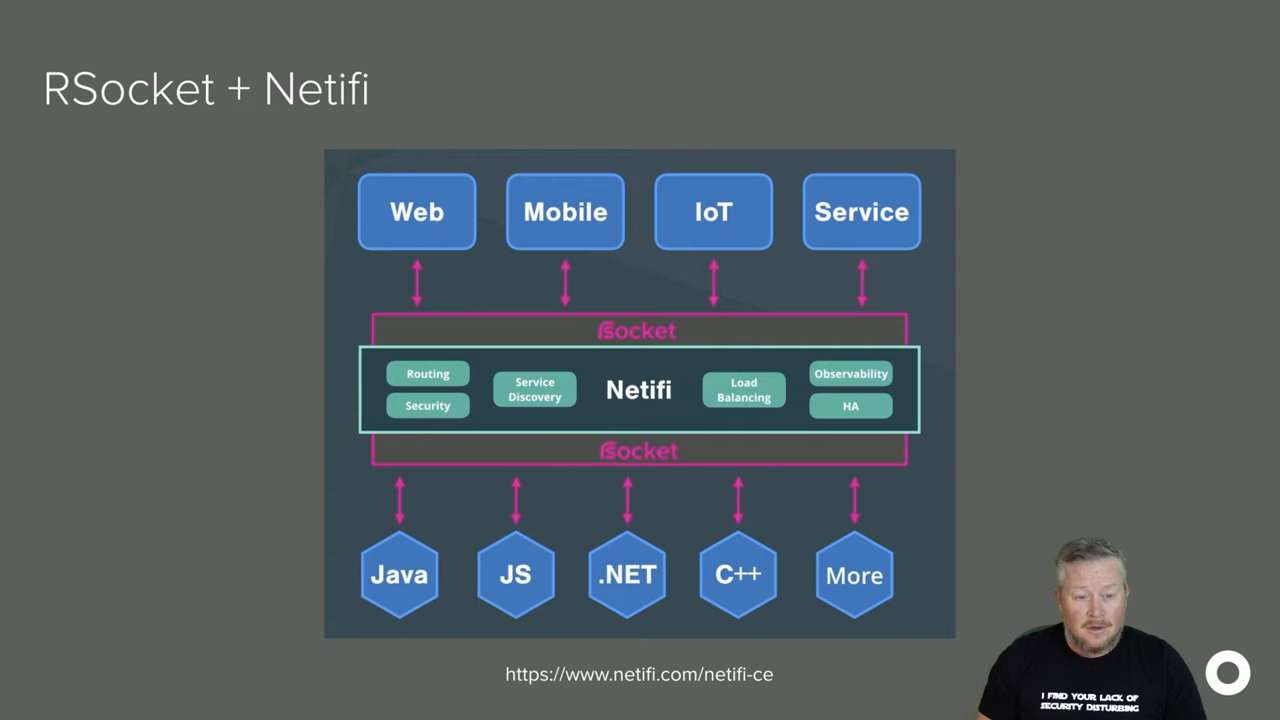 RSocket + Netifi
Web
Mobile
IoT
Service
RSocket
Routing
Security
Service
Discovery
Netifi
Load
Balancing
Observability
HA
RSocket
Java
JS
.NET
C++
More
https://www.netifi.com/netifi-ce
I FIND YOUR LACK OF
SECURITY DISTURBING